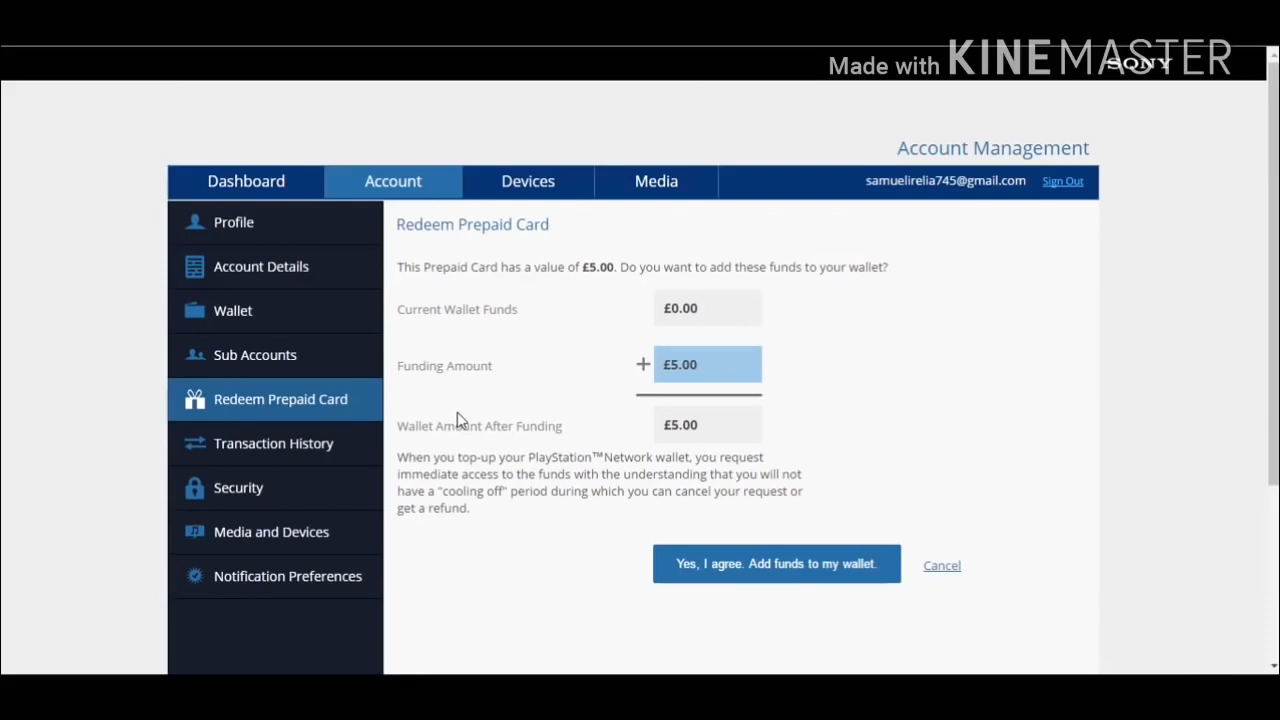 Made with KINEMASTER
SONY
Account Management
Dashboard Account Devices Media samuelirelia745@gmail.com Sign Out
Profile
Account Details
Wallet
Sub Accounts
Redeem Prepaid Card
Transaction History
Security
Media and Devices
Notification Preferences
Redeem Prepaid Card
This Prepaid Card has a value of £5.00. Do you want to add these funds to your wallet?
Current Wallet Funds £0.00
Funding Amount + £5.00
Wallet Amount After Funding £5.00
When you top-up your PlayStation™Network wallet, you request
immediate access to the funds with the understanding that you will not
have a "cooling off" period during which you can cancel your request or
get a refund.
Yes, I agree. Add funds to my wallet. Cancel